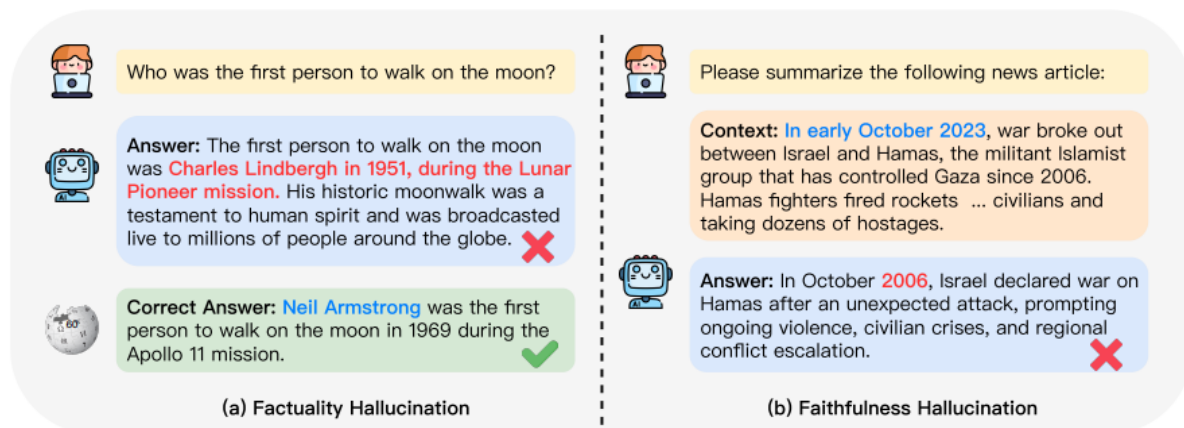 Who was the first person to walk on the moon?
Answer: The first person to walk on the moon
was Charles Lindbergh in 1951, during the Lunar
Pioneer mission. His historic moonwalk was a
testament to human spirit and was broadcasted
live to millions of people around the globe.
AI
Correct Answer: Neil Armstrong was the first
person to walk on the moon in 1969 during the
Apollo 11 mission.
(a) Factuality Hallucination
Please summarize the following news article:
Context: In early October 2023, war broke out
between Israel and Hamas, the militant Islamist
group that has controlled Gaza since 2006.
Hamas fighters fired rockets ... civilians and
taking dozens of hostages.
AI
Answer: In October 2006, Israel declared war on
Hamas after an unexpected attack, prompting
ongoing violence, civilian crises, and regional
conflict escalation.
(b) Faithfulness Hallucination